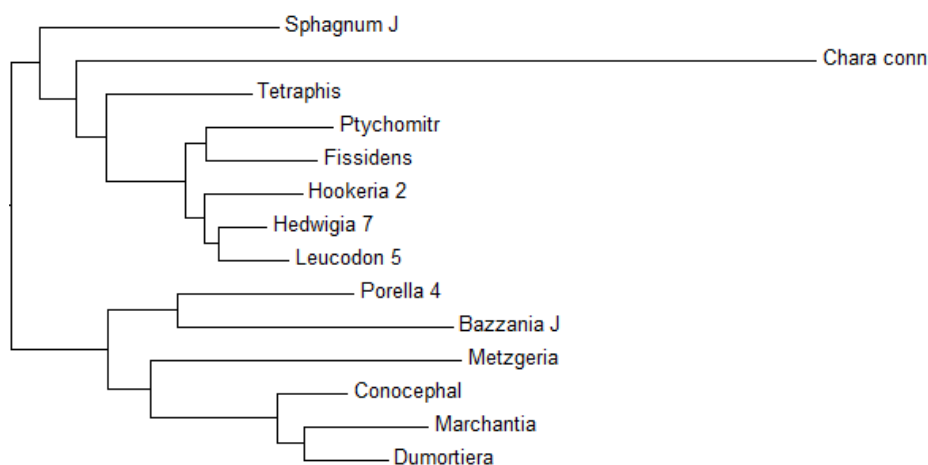 Sphagnum J
Chara conn
Tetraphis
Ptychomitr
Fissidens
Hookeria 2
Hedwigia 7
Leucodon 5
Porella 4
Bazzania J
Metzgeria
Conocephal
Marchantia
Dumortiera